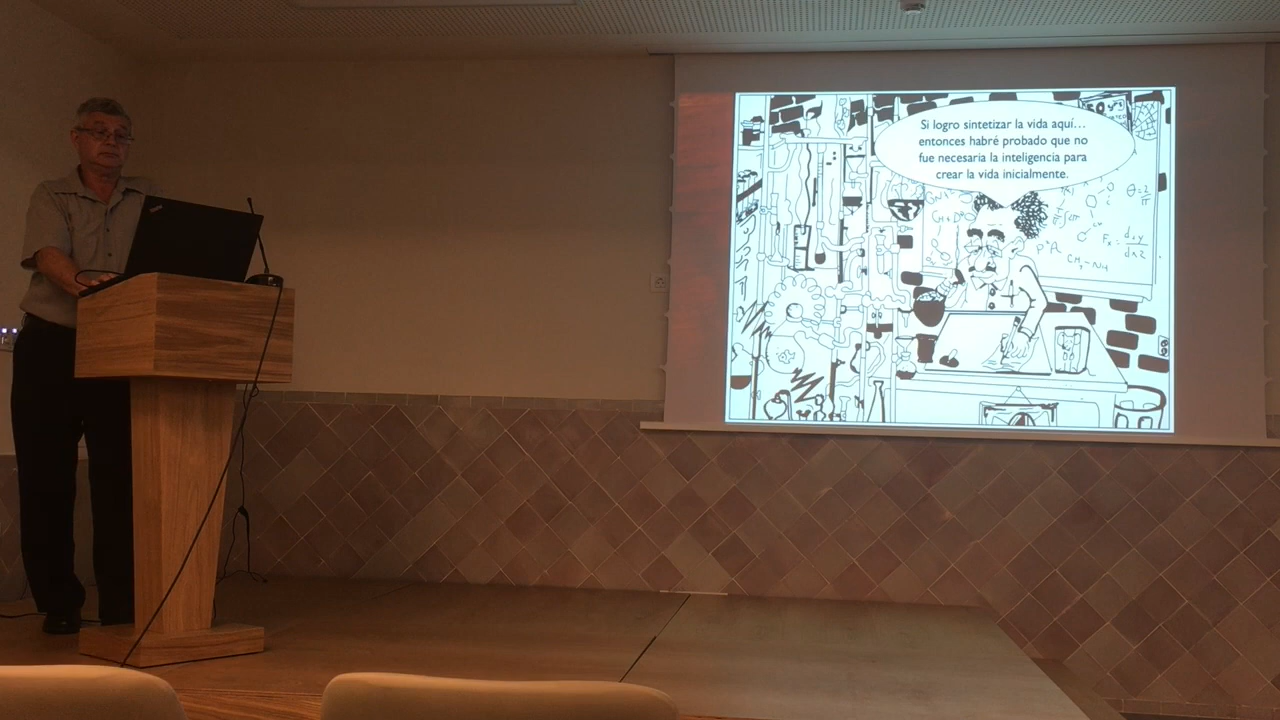 Si logro sintetizar la vida aquí...
entonces habré probado que no
fue necesaria la inteligencia para
crear la vida inicialmente.